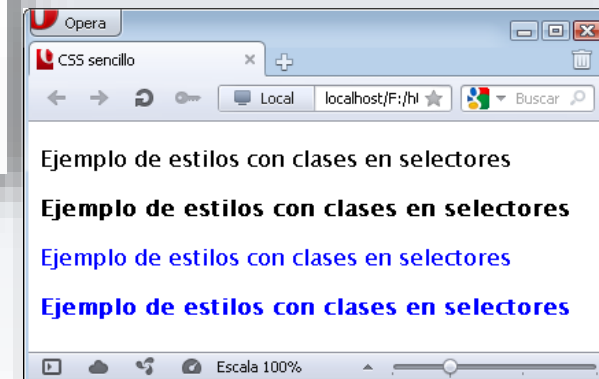 Opera
CSS sencillo
Local localhost/F:/hl Buscar
Ejemplo de estilos con clases en selectores
Ejemplo de estilos con clases en selectores
Ejemplo de estilos con clases en selectores
Ejemplo de estilos con clases en selectores
Escala 100%